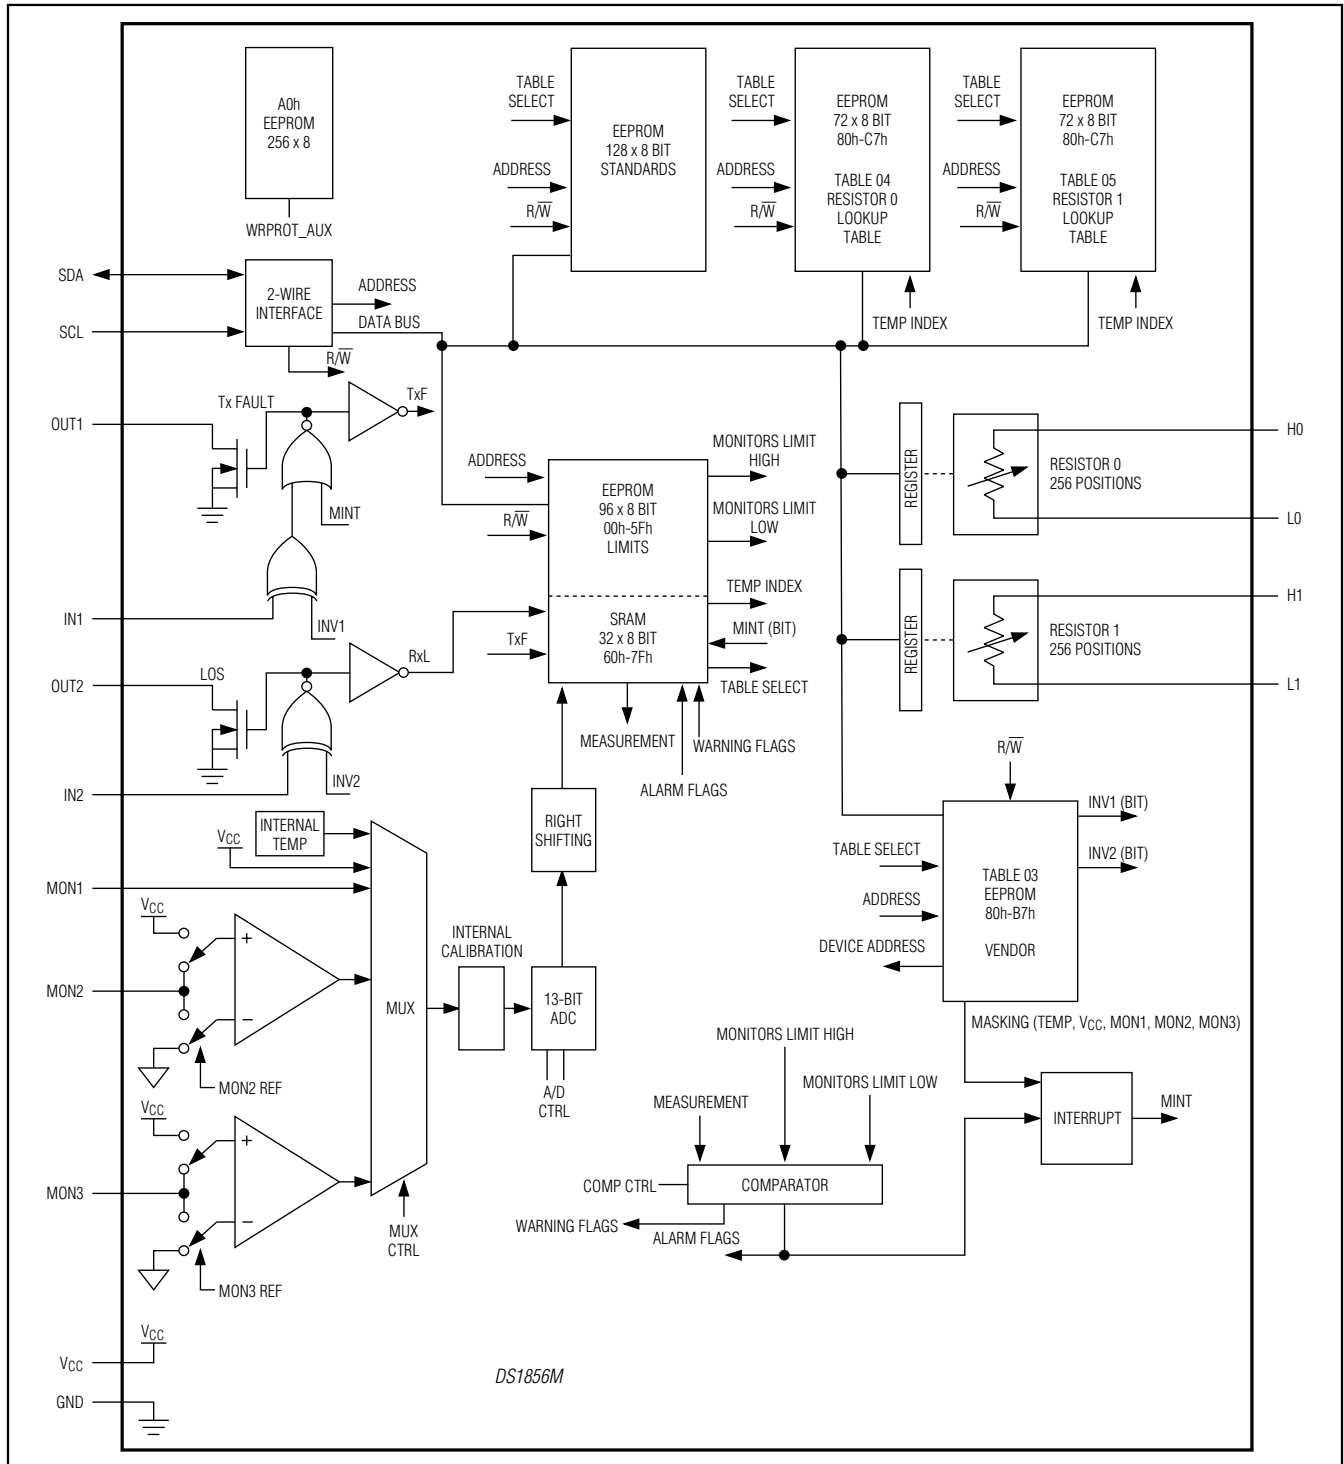 A0h
EEPROM
256 x 8
WRPROT_AUX
TABLE
SELECT
ADDRESS
R/W̅
EEPROM
128 x 8 BIT
STANDARDS
TABLE
SELECT
ADDRESS
R/W̅
EEPROM
72 x 8 BIT
80h-C7h
TABLE 04
RESISTOR 0
LOOKUP
TABLE
TEMP INDEX
TABLE
SELECT
ADDRESS
R/W̅
EEPROM
72 x 8 BIT
80h-C7h
TABLE 05
RESISTOR 1
LOOKUP
TABLE
TEMP INDEX
SDA
SCL
2-WIRE
INTERFACE
ADDRESS
DATA BUS
R/W̅
Tx FAULT
TxF
OUT1
MINT
IN1
INV1
LOS
RxL
OUT2
IN2
INV2
ADDRESS
R/W̅
TxF
EEPROM
96 x 8 BIT
00h-5Fh
LIMITS
SRAM
32 x 8 BIT
60h-7Fh
MONITORS LIMIT
HIGH
MONITORS LIMIT
LOW
TEMP INDEX
MINT (BIT)
TABLE SELECT
MEASUREMENT
WARNING FLAGS
ALARM FLAGS
REGISTER
RESISTOR 0
256 POSITIONS
H0
L0
REGISTER
RESISTOR 1
256 POSITIONS
H1
L1
INTERNAL
TEMP
VCC
MON1
VCC
MON2
+
−
MON2 REF
VCC
MON3
+
−
MON3 REF
MUX
MUX
CTRL
INTERNAL
CALIBRATION
13-BIT
ADC
A/D
CTRL
RIGHT
SHIFTING
R/W̅
TABLE SELECT
ADDRESS
DEVICE ADDRESS
TABLE 03
EEPROM
80h-B7h
VENDOR
INV1 (BIT)
INV2 (BIT)
MASKING (TEMP, VCC, MON1, MON2, MON3)
MONITORS LIMIT HIGH
MONITORS LIMIT LOW
MEASUREMENT
COMP CTRL
COMPARATOR
WARNING FLAGS
ALARM FLAGS
INTERRUPT
MINT
VCC
VCC
GND
DS1856M